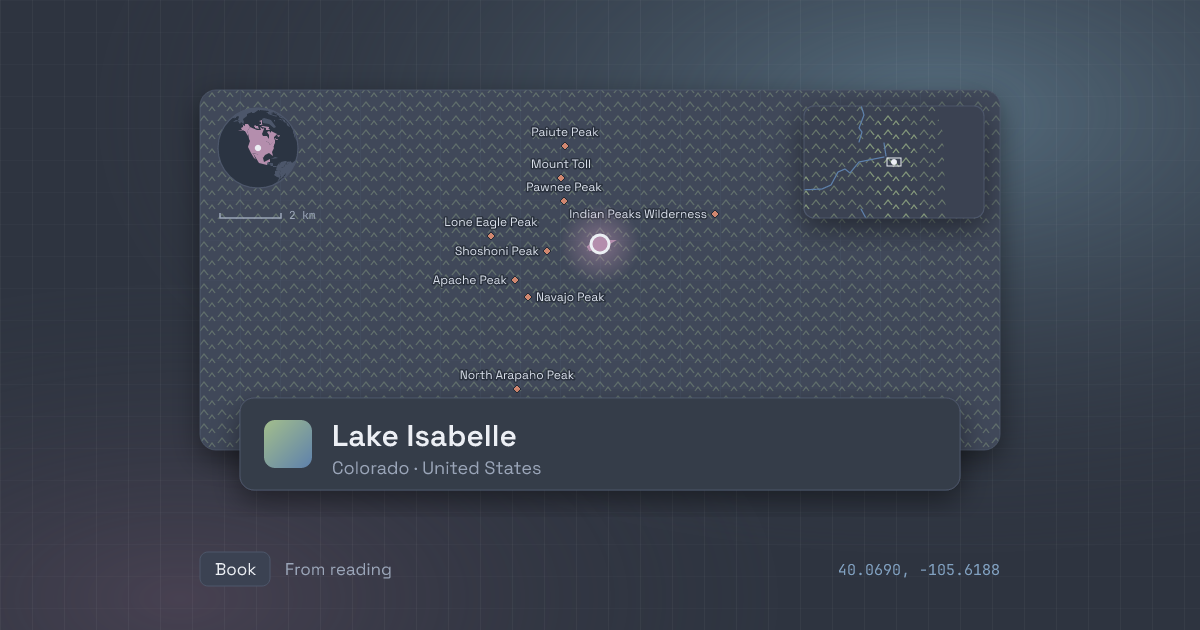 Paiute Peak
Mount Toll
Pawnee Peak
Indian Peaks Wilderness
2 km
Lone Eagle Peak
Shoshoni Peak
Apache Peak
Navajo Peak
North Arapaho Peak
Lake Isabelle
Colorado · United States
Book
From reading
40.0690, -105.6188